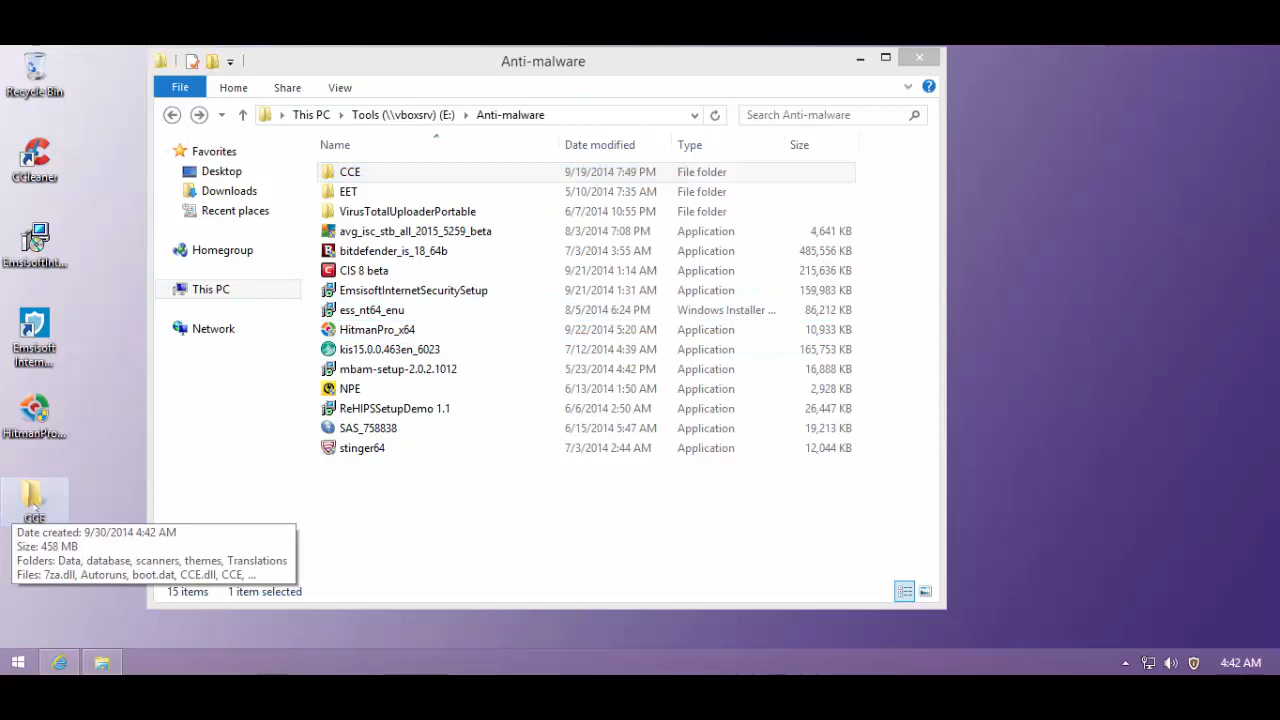 Anti-malware
File Home Share View
This PC Tools (\\vboxsrv) (E:) Anti-malware Search Anti-malware
Name Date modified Type Size
Favorites
Desktop
Downloads
Recent places
Homegroup
This PC
Network
CCE 9/19/2014 7:49 PM File folder
EET 5/10/2014 7:35 AM File folder
VirusTotalUploaderPortable 6/7/2014 10:55 PM File folder
avg_isc_stb_all_2015_5259_beta 8/3/2014 7:08 PM Application 4,641 KB
bitdefender_is_18_64b 7/3/2014 3:55 AM Application 485,556 KB
CIS 8 beta 9/21/2014 1:14 AM Application 215,636 KB
EmsisoftInternetSecuritySetup 9/21/2014 1:31 AM Application 159,983 KB
ess_nt64_enu 8/5/2014 6:24 PM Windows Installer ... 86,212 KB
HitmanPro_x64 9/22/2014 5:20 AM Application 10,933 KB
kis15.0.0.463en_6023 7/12/2014 4:39 AM Application 165,753 KB
mbam-setup-2.0.2.1012 5/23/2014 4:42 PM Application 16,888 KB
NPE 6/13/2014 1:50 AM Application 2,928 KB
ReHIPSSetupDemo 1.1 6/6/2014 2:50 AM Application 26,447 KB
SAS_758838 6/15/2014 5:47 AM Application 19,213 KB
stinger64 7/3/2014 2:44 AM Application 12,044 KB
15 items 1 item selected
Recycle Bin
CCleaner
EmsisoftInt...
Emsisoft
Intern...
HitmanPro...
CCE
Date created: 9/30/2014 4:42 AM
Size: 458 MB
Folders: Data, database, scanners, themes, Translations
Files: 7za.dll, Autoruns, boot.dat, CCE.dll, CCE, ...
4:42 AM